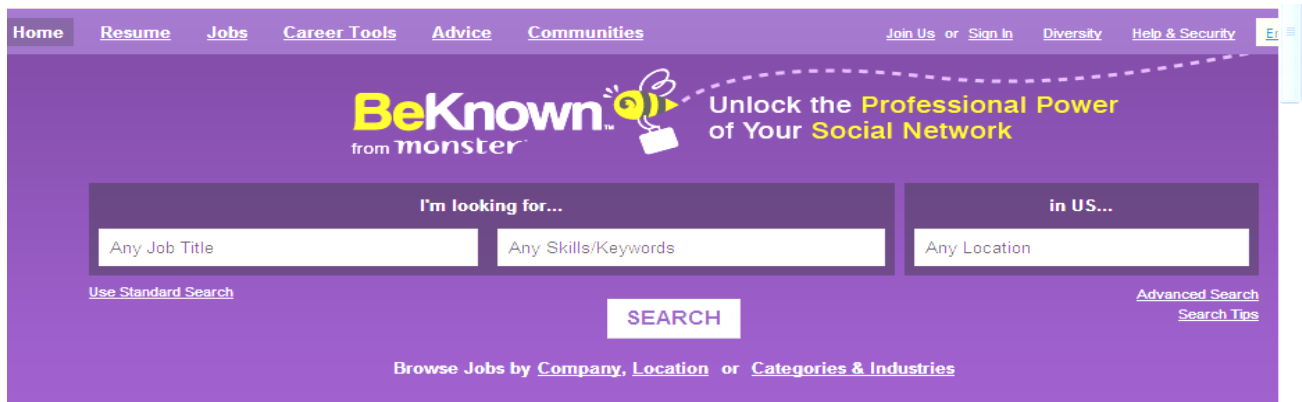 Home Resume Jobs Career Tools Advice Communities Join Us or Sign In Diversity Help & Security
BeKnown™
from monster
Unlock the Professional Power
of Your Social Network
I'm looking for...
in US...
Any Job Title
Any Skills/Keywords
Any Location
Use Standard Search
Advanced Search
Search Tips
SEARCH
Browse Jobs by Company, Location or Categories & Industries